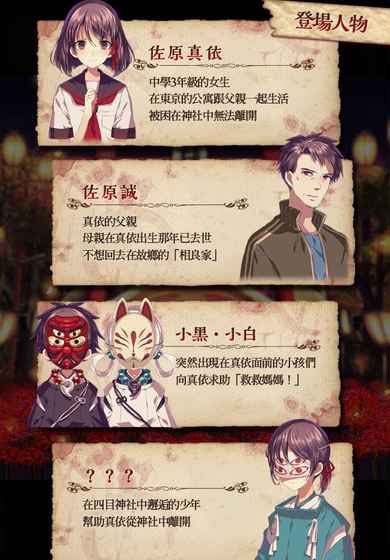 登場人物
佐原真依
中學3年級的女生
在東京的公寓跟父親一起生活
被困在神社中無法離開
佐原誠
真依的父親
母親在真依出生那年已去世
不想回去在故鄉的「相良家」
小黑・小白
突然出現在真依面前的小孩們
向真依求助「救救媽媽！」
？？？
在四目神社中邂逅的少年
幫助真依從神社中離開